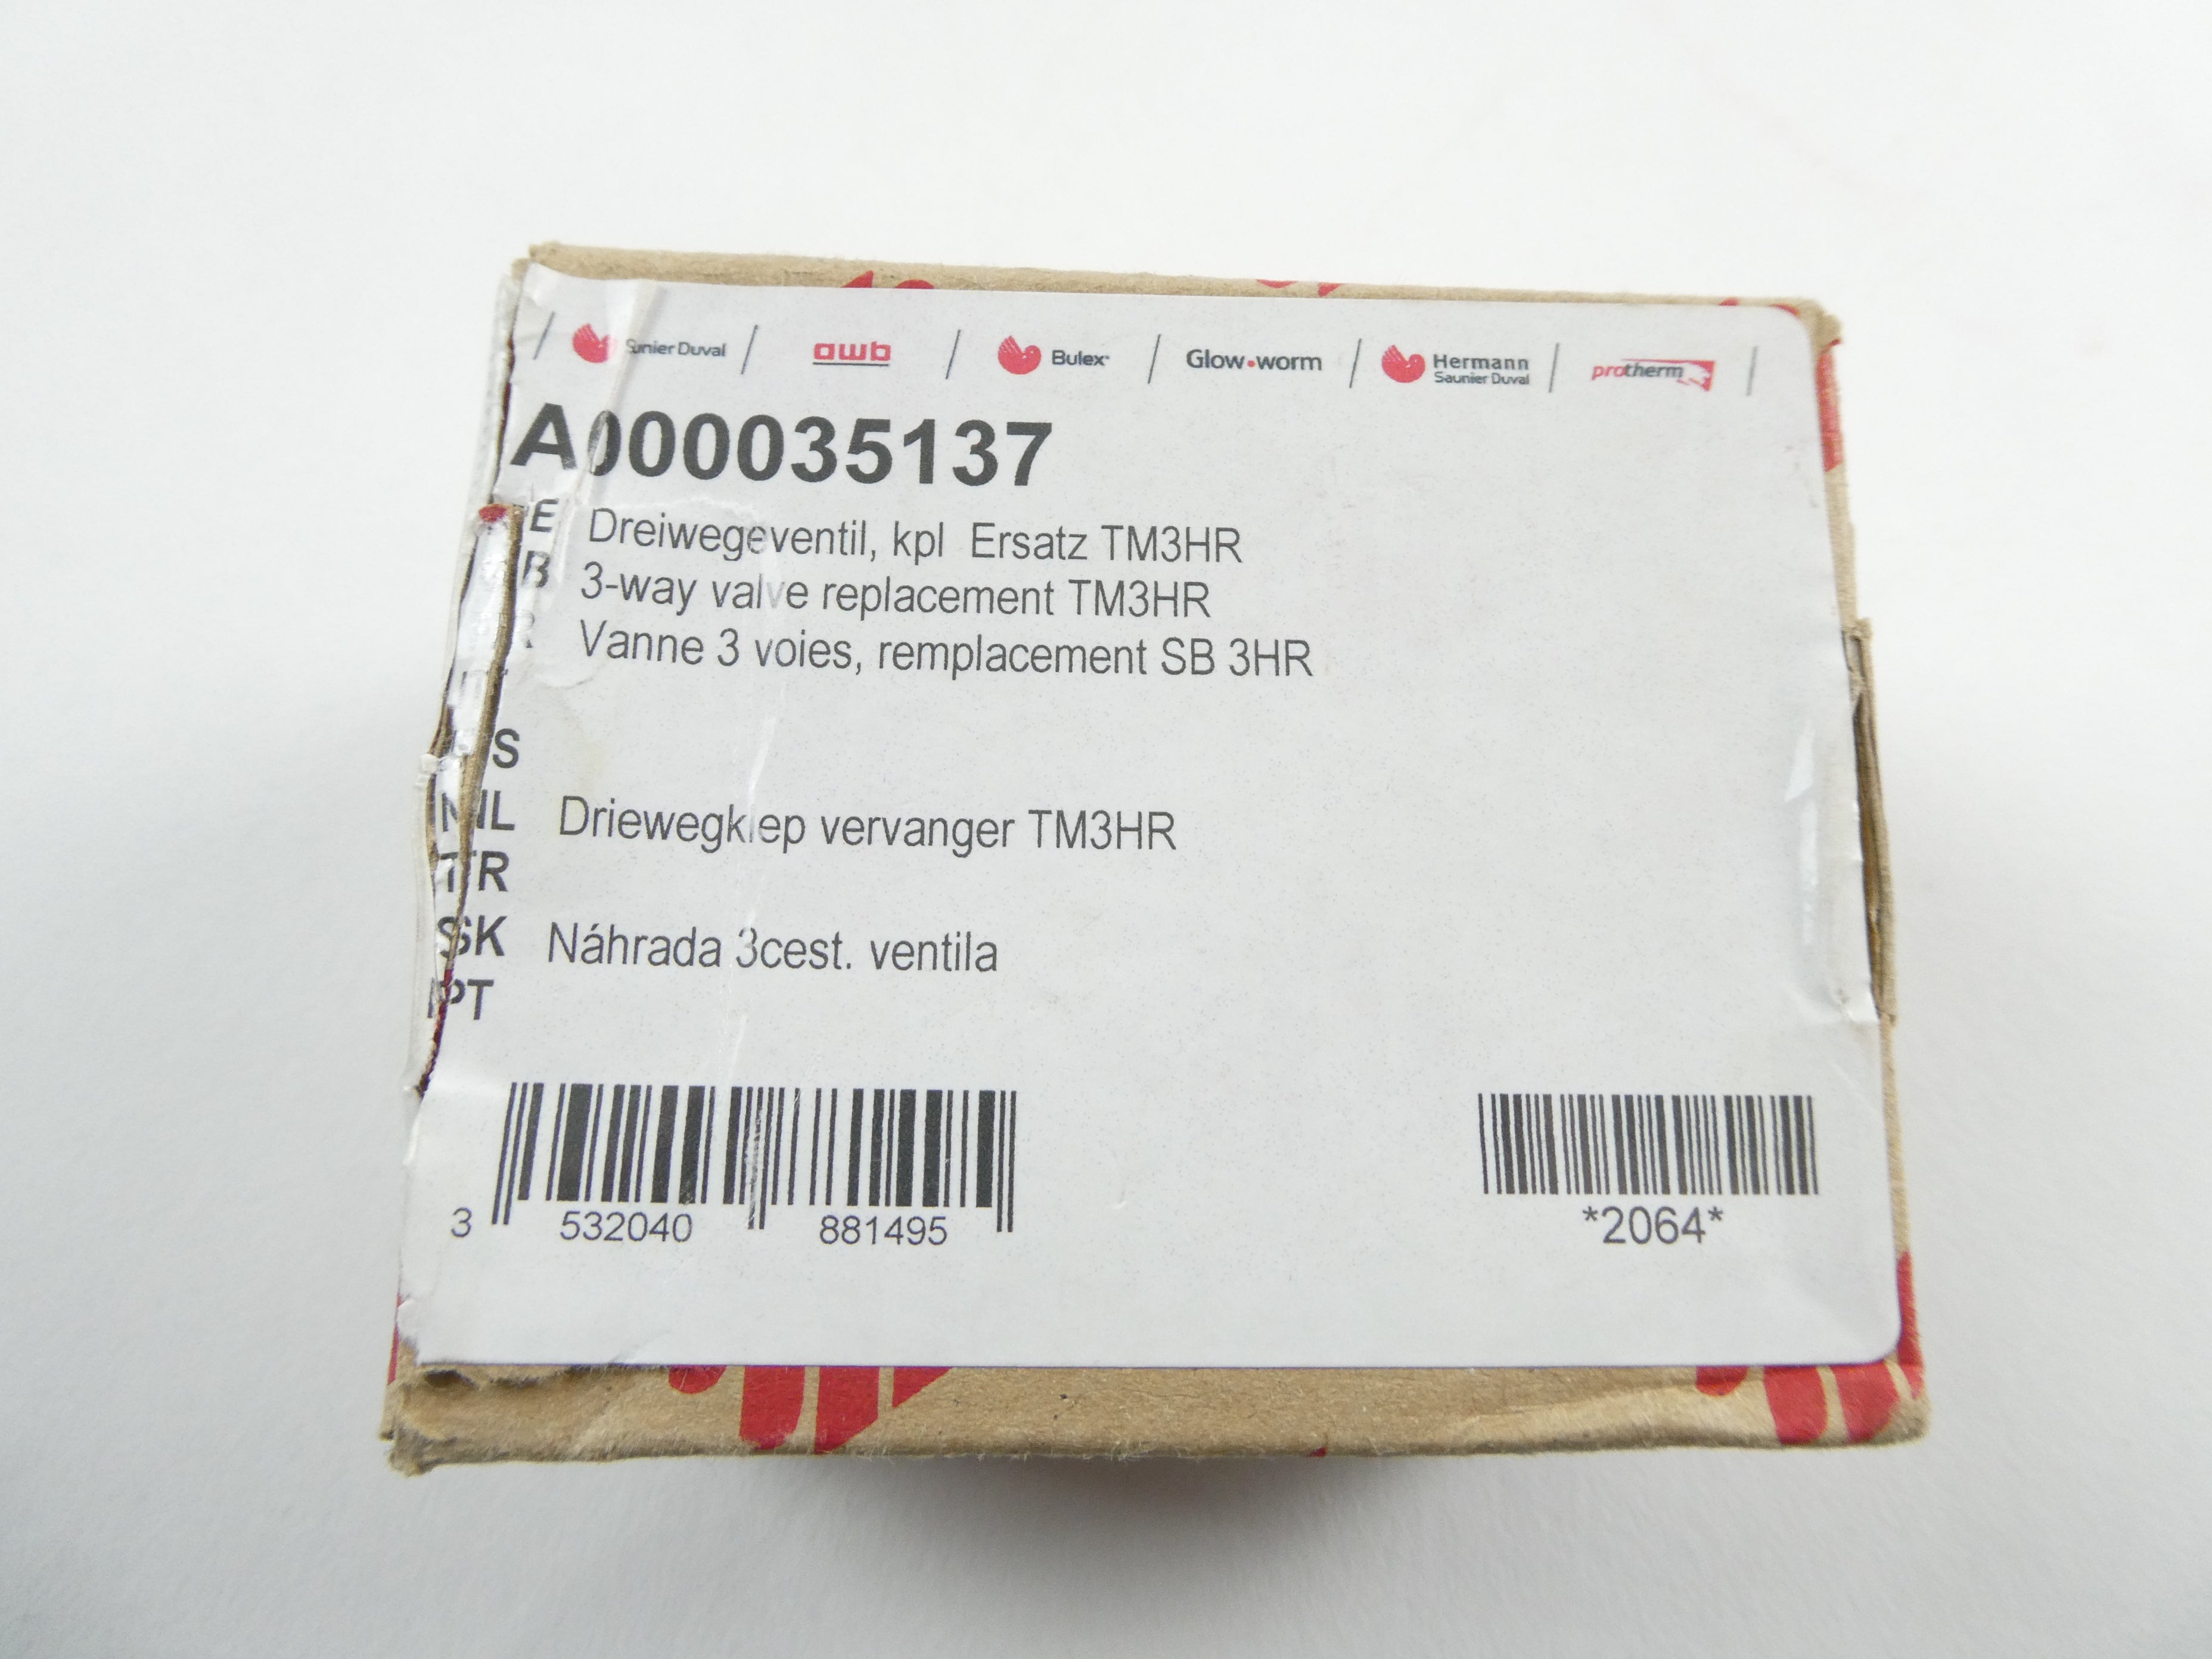 Saunier Duval / awb / Bulex / Glow-worm / Hermann Saunier Duval / protherm /
A000035137
E Dreiwegeventil, kpl Ersatz TM3HR
B 3-way valve replacement TM3HR
R Vanne 3 voies, remplacement SB 3HR
S
NL Driewegklep vervanger TM3HR
TR
SK Náhrada 3cest. ventila
PT
3 532040 881495
*2064*